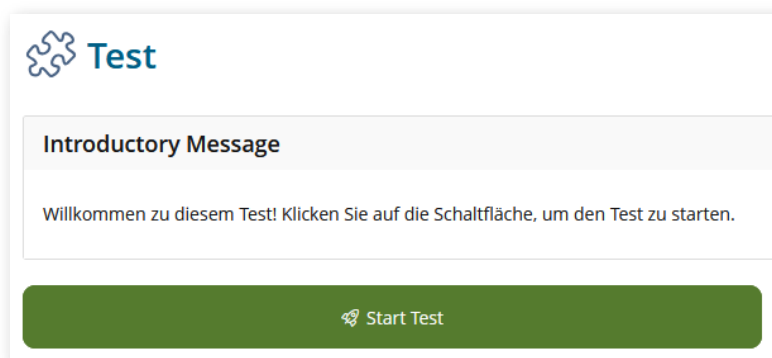 Test
Introductory Message
Willkommen zu diesem Test! Klicken Sie auf die Schaltfläche, um den Test zu starten.
Start Test